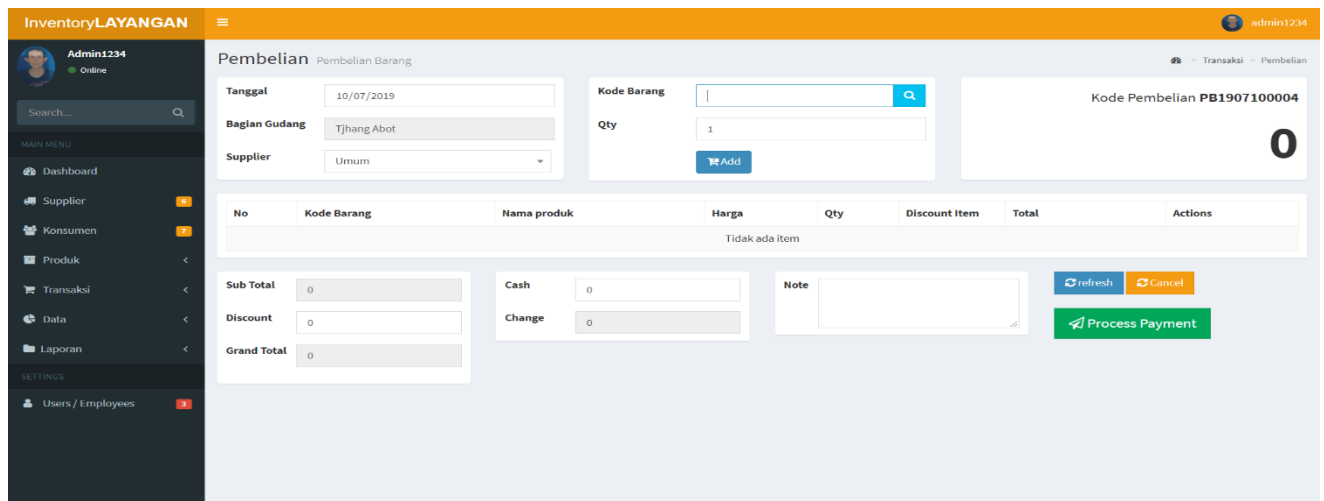 InventoryLAYANGAN
admin1234
Admin1234
Online
Search...
MAIN MENU
Dashboard
Supplier 6
Konsumen 7
Produk
Transaksi
Data
Laporan
SETTINGS
Users / Employees 3
Pembelian Pembelian Barang
> Transaksi > Pembelian
Tanggal 10/07/2019
Bagian Gudang Tjhang Abot
Supplier Umum
Kode Barang
Qty 1
Add
Kode Pembelian PB1907100004
0
No Kode Barang Nama produk Harga Qty Discount Item Total Actions
Tidak ada item
Sub Total 0
Discount 0
Grand Total 0
Cash 0
Change 0
Note
refresh Cancel
Process Payment